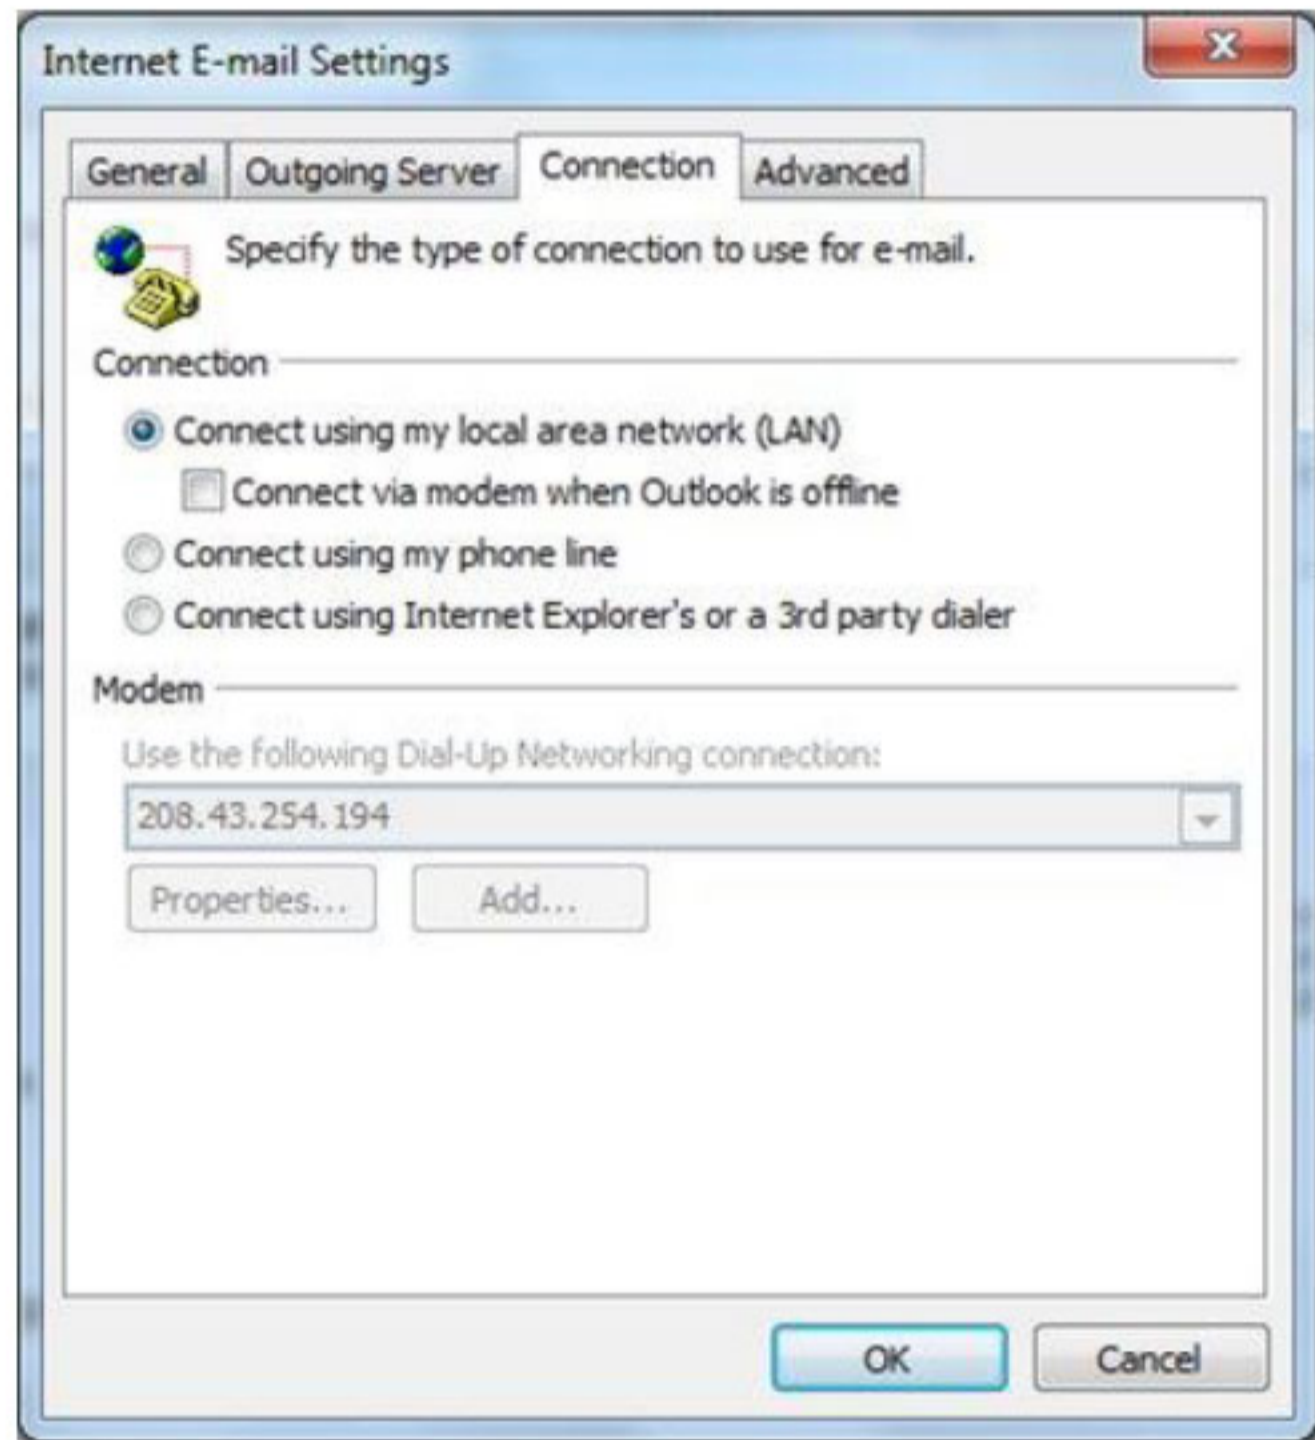 Internet E-mail Settings
General Outgoing Server Connection Advanced
Specify the type of connection to use for e-mail.
Connection
Connect using my local area network (LAN)
Connect via modem when Outlook is offline
Connect using my phone line
Connect using Internet Explorer's or a 3rd party dialer
Modem
Use the following Dial-Up Networking connection:
208.43.254.194
Properties... Add...
OK Cancel